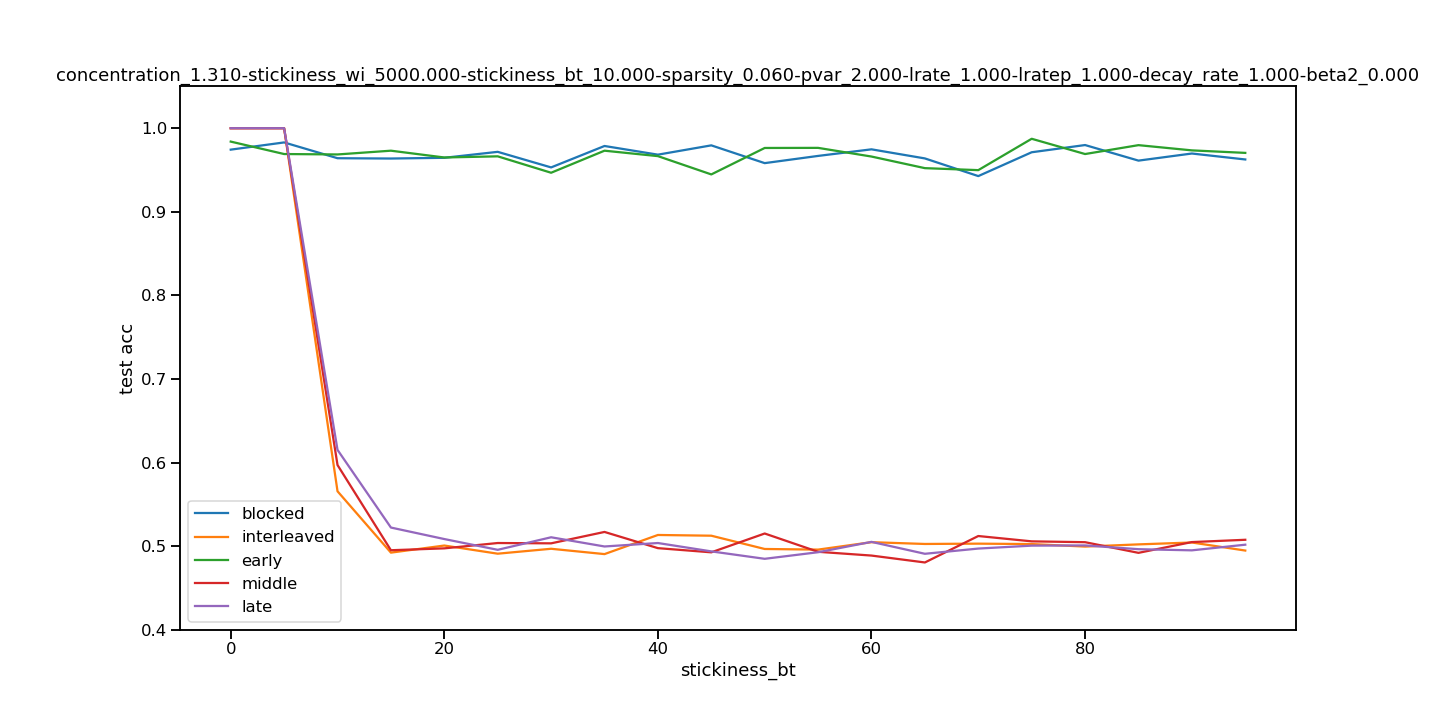 concentration_1.310-stickiness_wi_5000.000-stickiness_bt_10.000-sparsity_0.060-pvar_2.000-lrate_1.000-lratep_1.000-decay_rate_1.000-beta2_0.000
1.0
0.9
0.8
0.7
0.6
0.5
0.4
test acc
blocked
interleaved
early
middle
late
0 20 40 60 80
stickiness_bt